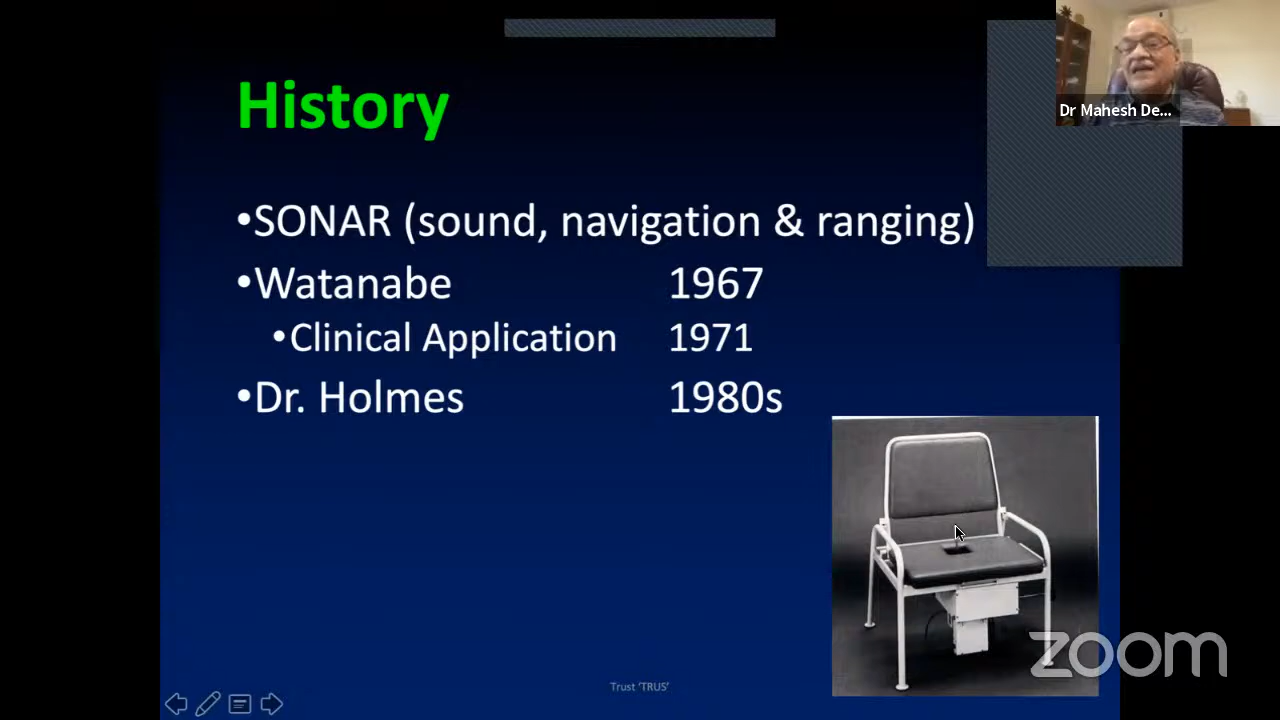 Dr Mahesh De...
History
•SONAR (sound, navigation & ranging)
•Watanabe 1967
•Clinical Application 1971
•Dr. Holmes 1980s
zoom
Trust ‘TRUS’